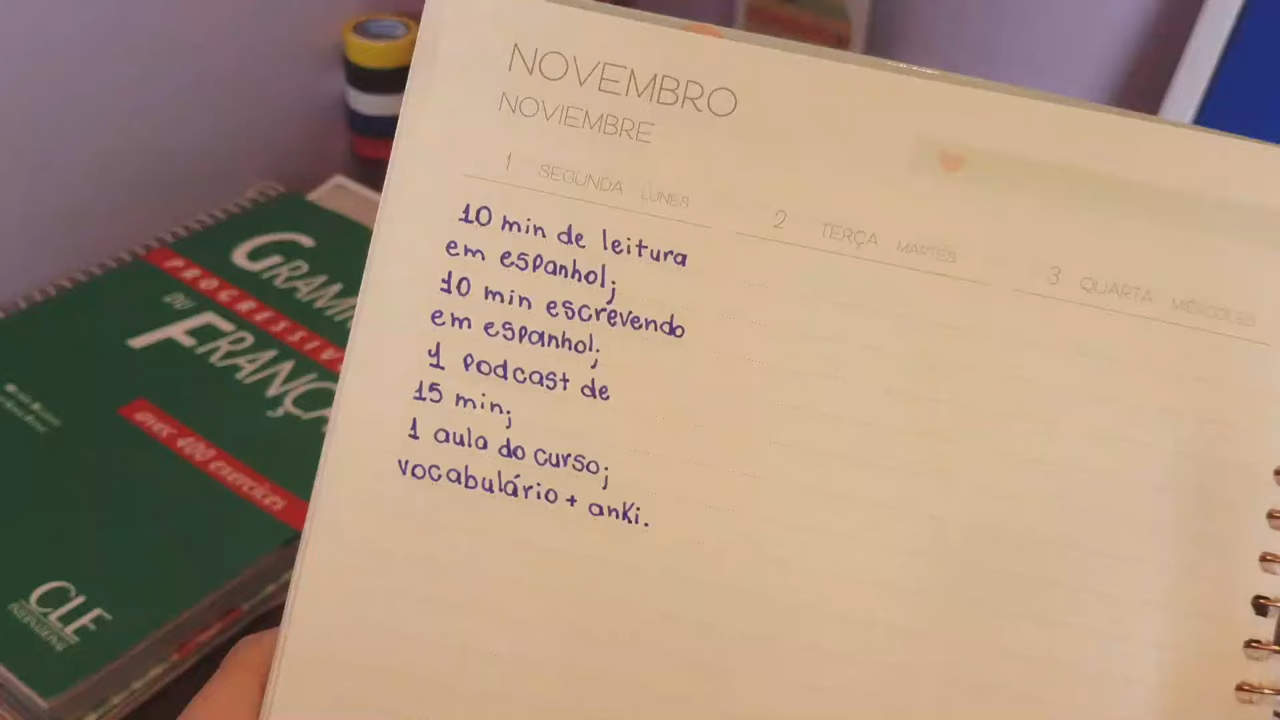 NOVEMBRO
NOVIEMBRE
1 SEGUNDA LUNES
10 min de leitura
em espanhol;
10 min escrevendo
em espanhol;
1 podcast de
15 min;
1 aula do curso;
vocabulário + anki.
2 TERÇA MARTES
3 QUARTA MIÉRCOLES
GRAMM
PROGRESSIVE
DU
FRANÇA
avec 400 exercices
CLE
INTERNATIONAL